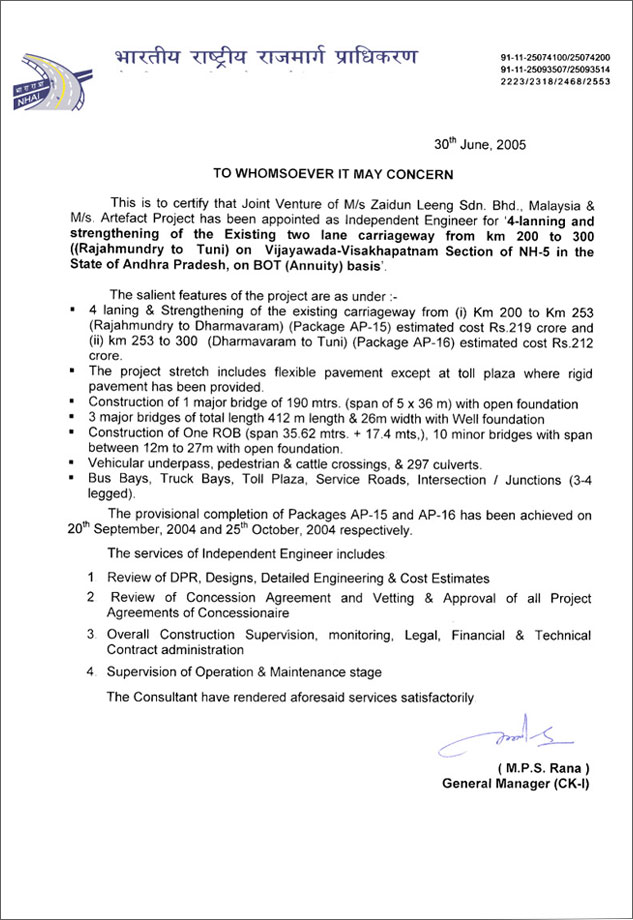 भारतीय राष्ट्रीय राजमार्ग प्राधिकरण
91-11-25074100/25074200
91-11-25093507/25093514
2223/2318/2468/2553
भा रा रा प्रा
NHAI
30th June, 2005
TO WHOMSOEVER IT MAY CONCERN
This is to certify that Joint Venture of M/s Zaidun Leeng Sdn. Bhd., Malaysia &
M/s. Artefact Project has been appointed as Independent Engineer for '4-lanning and
strengthening of the Existing two lane carriageway from km 200 to 300
((Rajahmundry to Tuni) on Vijayawada-Visakhapatnam Section of NH-5 in the
State of Andhra Pradesh, on BOT (Annuity) basis'.
The salient features of the project are as under :-
▪ 4 laning & Strengthening of the existing carriageway from (i) Km 200 to Km 253
(Rajahmundry to Dharmavaram) (Package AP-15) estimated cost Rs.219 crore and
(ii) km 253 to 300 (Dharmavaram to Tuni) (Package AP-16) estimated cost Rs.212
crore.
▪ The project stretch includes flexible pavement except at toll plaza where rigid
pavement has been provided.
▪ Construction of 1 major bridge of 190 mtrs. (span of 5 x 36 m) with open foundation
▪ 3 major bridges of total length 412 m length & 26m width with Well foundation
▪ Construction of One ROB (span 35.62 mtrs. + 17.4 mts,), 10 minor bridges with span
between 12m to 27m with open foundation.
▪ Vehicular underpass, pedestrian & cattle crossings, & 297 culverts.
▪ Bus Bays, Truck Bays, Toll Plaza, Service Roads, Intersection / Junctions (3-4
legged).
The provisional completion of Packages AP-15 and AP-16 has been achieved on
20th September, 2004 and 25th October, 2004 respectively.
The services of Independent Engineer includes
1 Review of DPR, Designs, Detailed Engineering & Cost Estimates
2 Review of Concession Agreement and Vetting & Approval of all Project
Agreements of Concessionaire
3. Overall Construction Supervision, monitoring, Legal, Financial & Technical
Contract administration
4. Supervision of Operation & Maintenance stage
The Consultant have rendered aforesaid services satisfactorily
( M.P.S. Rana )
General Manager (CK-I)